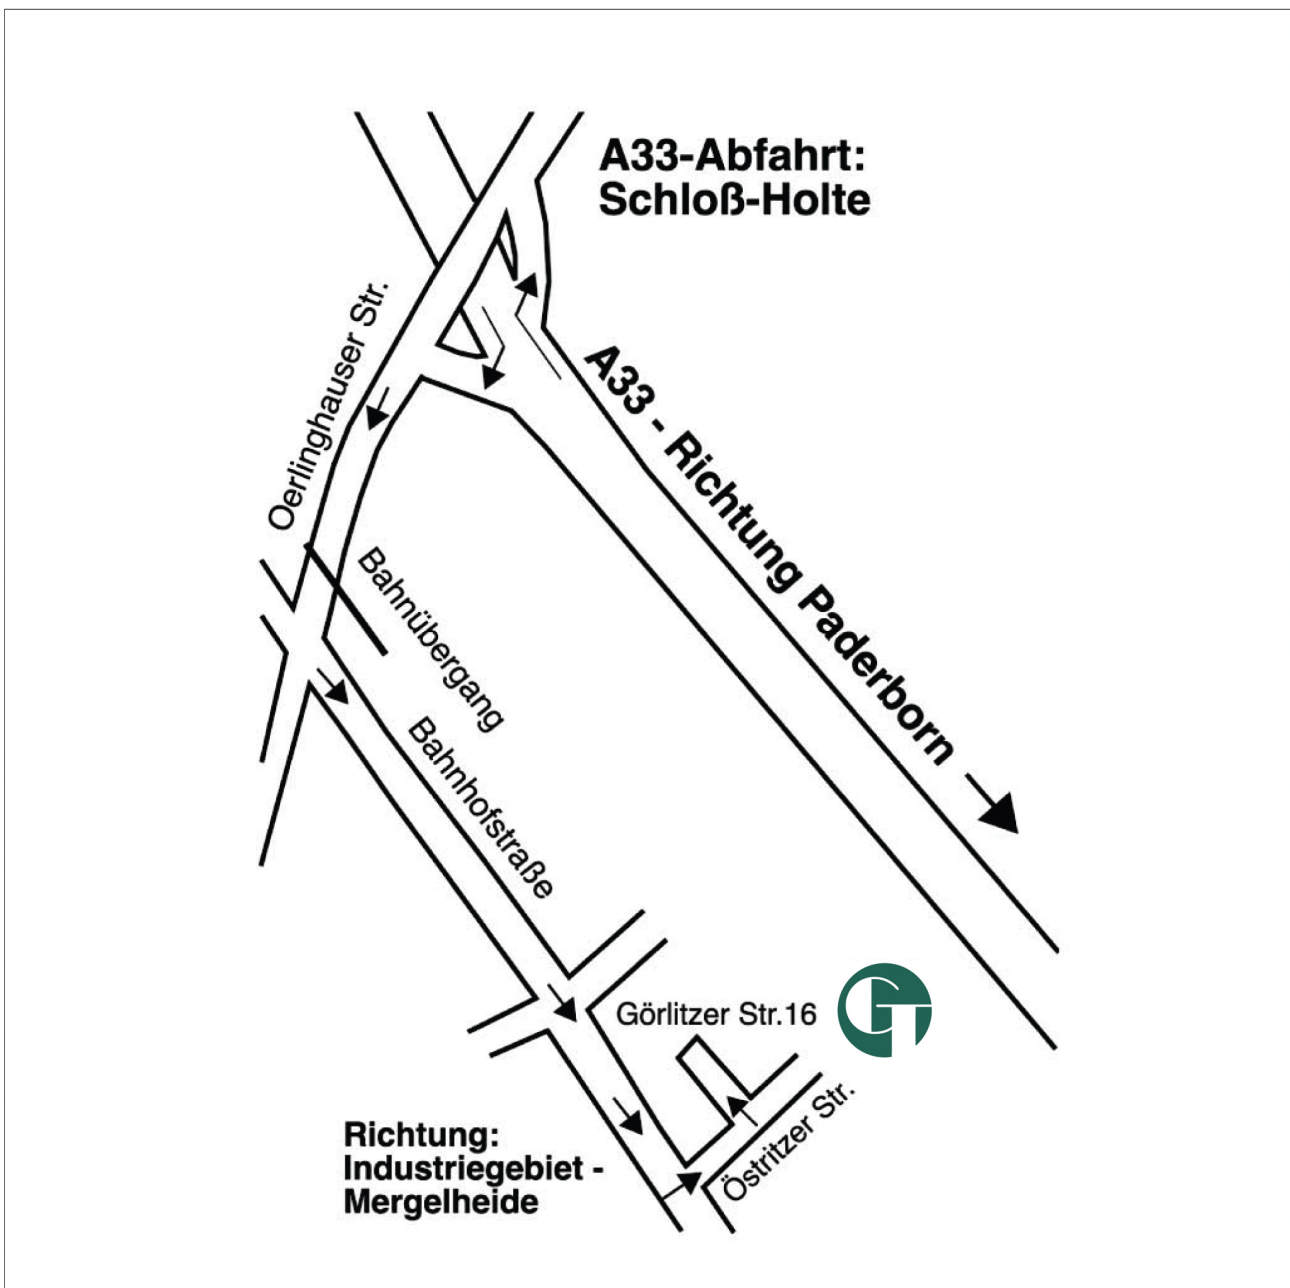 A33-Abfahrt:
Schloß-Holte
Oerlinghauser Str.
A33 - Richtung Paderborn
Bahnübergang
Bahnhofstraße
Görlitzer Str.16
Östritzer Str.
Richtung:
Industriegebiet -
Mergelheide